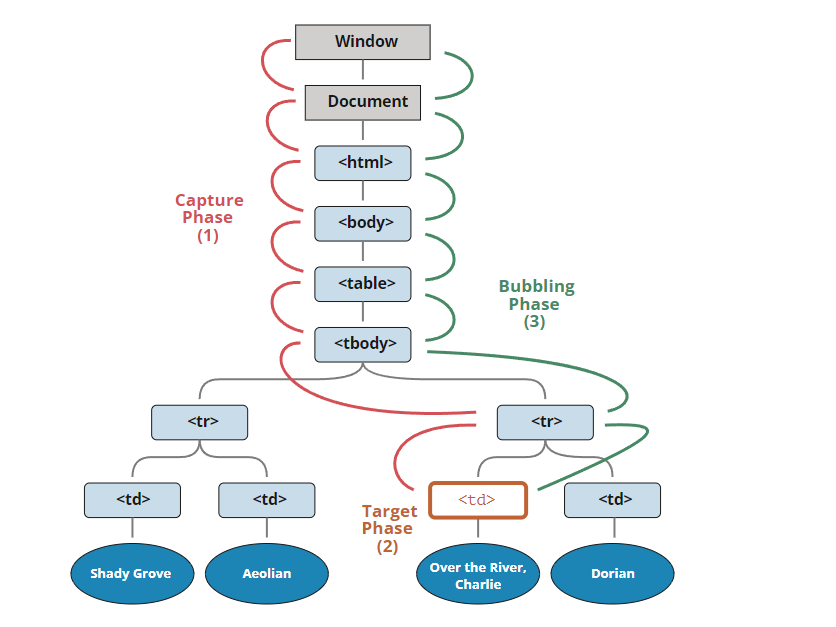 Window
Document
<html>
Capture
Phase
(1)
<body>
<table>
Bubbling
Phase
(3)
<tbody>
<tr>
<tr>
<td>
<td>
<td>
<td>
Target
Phase
(2)
Shady Grove
Aeolian
Over the River,
Charlie
Dorian